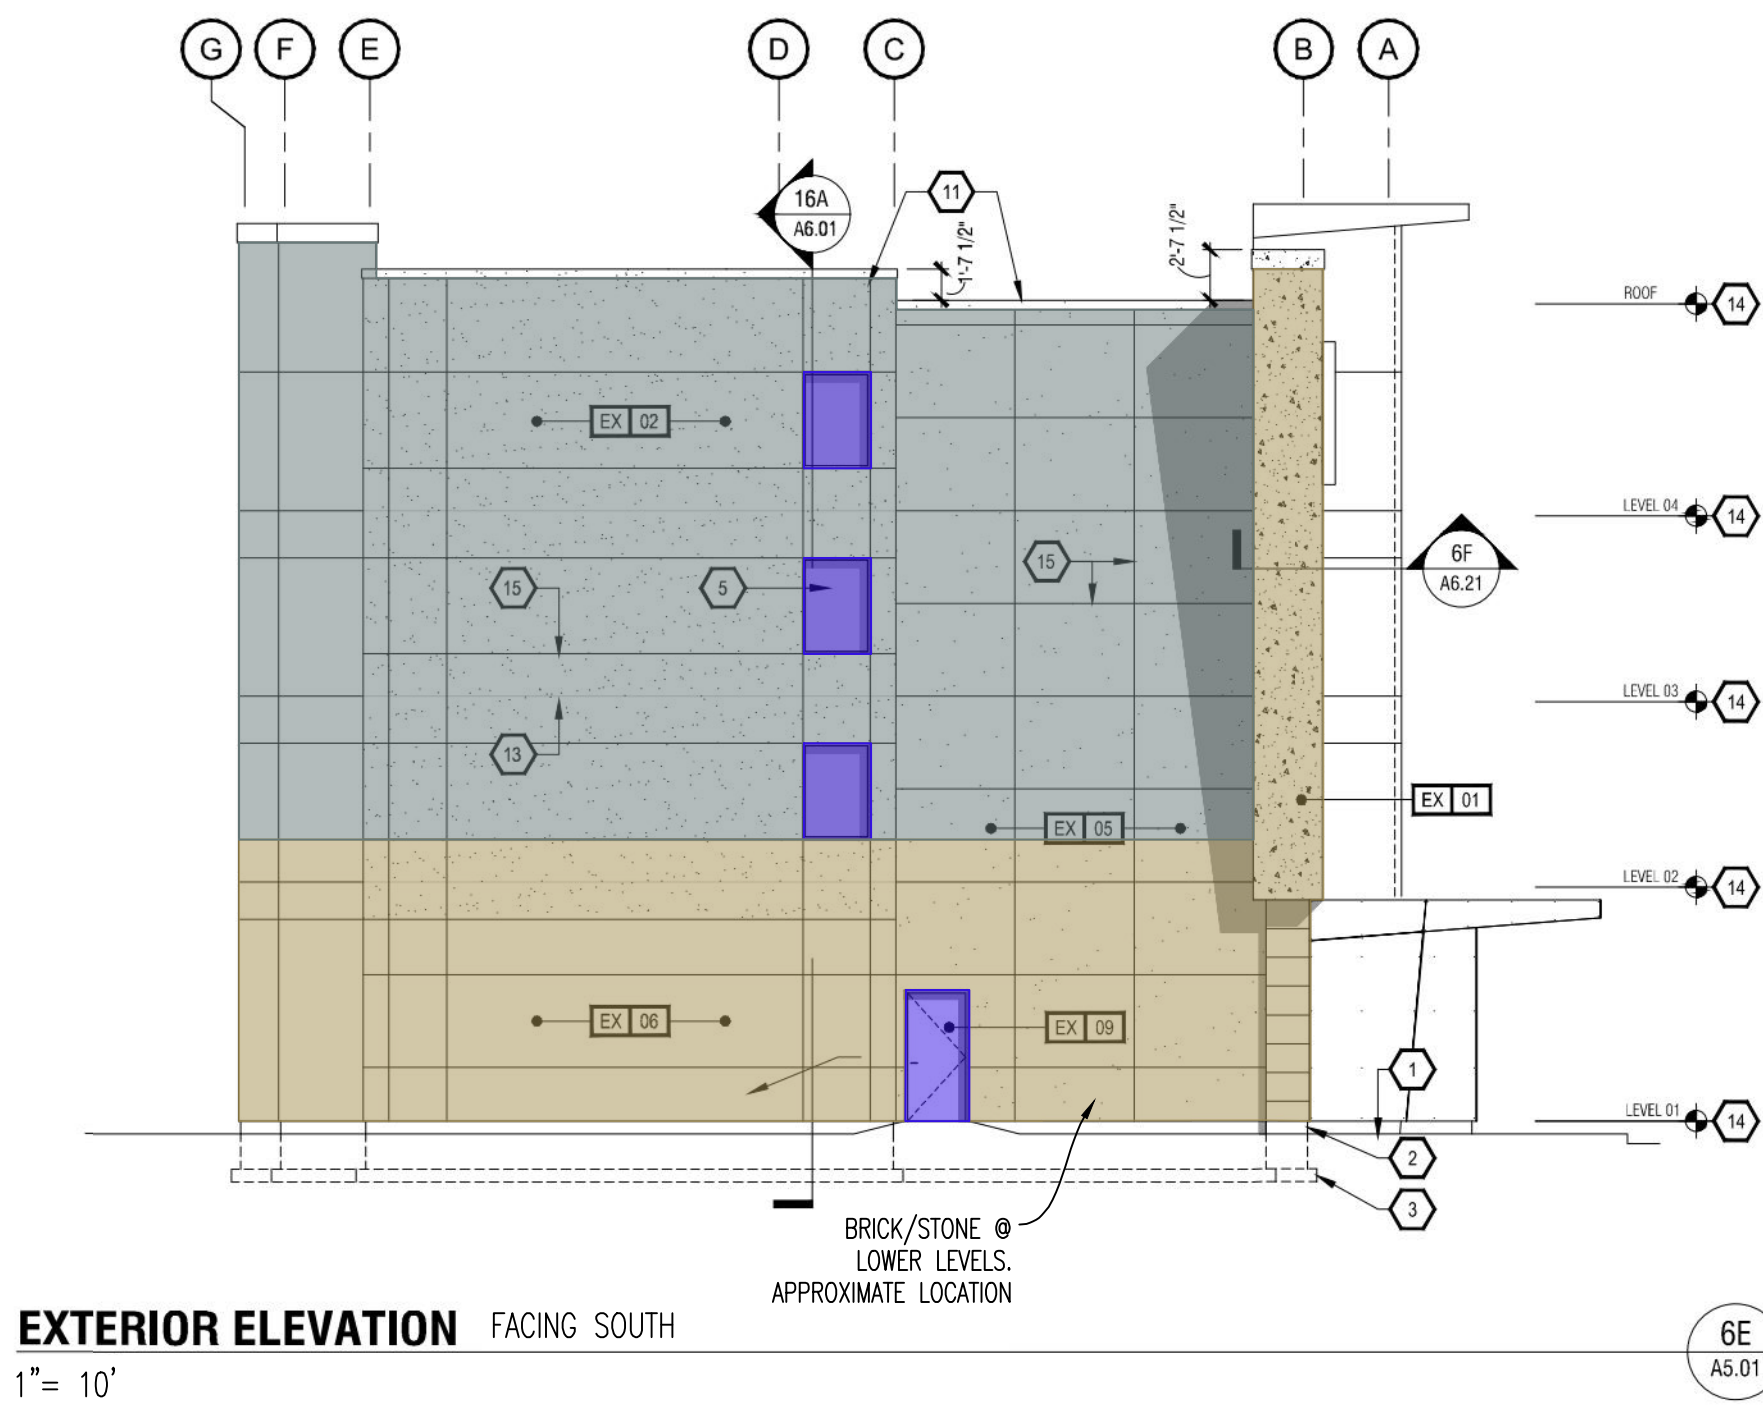 G F E D C B A
16A
A6.01
11
1'-7 1/2"
2'-7 1/2"
ROOF 14
EX 02
LEVEL 04 14
6F
A6.21
15 5 15
LEVEL 03 14
13
EX 01
EX 05
LEVEL 02 14
EX 06
EX 09
1
LEVEL 01 14
2
3
BRICK/STONE @
LOWER LEVELS.
APPROXIMATE LOCATION
EXTERIOR ELEVATION FACING SOUTH
1"= 10'
6E
A5.01